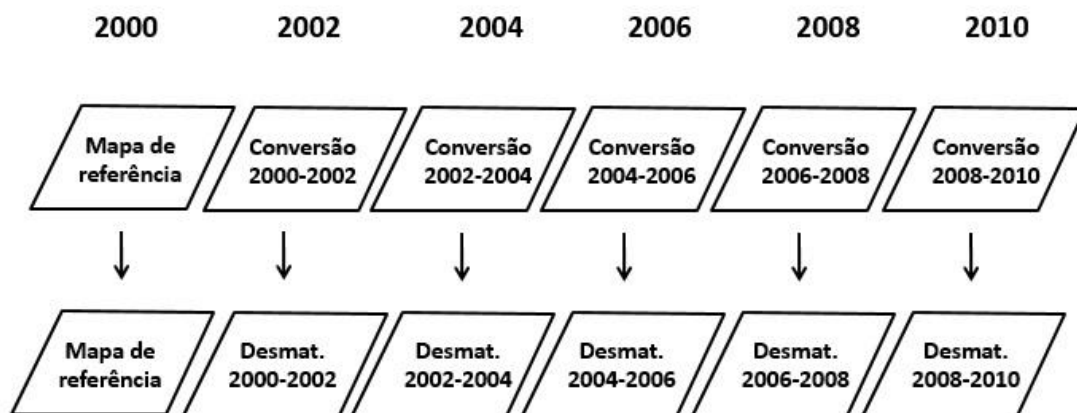 2000 2002 2004 2006 2008 2010
Mapa de
referência
Conversão
2000-2002
Conversão
2002-2004
Conversão
2004-2006
Conversão
2006-2008
Conversão
2008-2010
Mapa de
referência
Desmat.
2000-2002
Desmat.
2002-2004
Desmat.
2004-2006
Desmat.
2006-2008
Desmat.
2008-2010